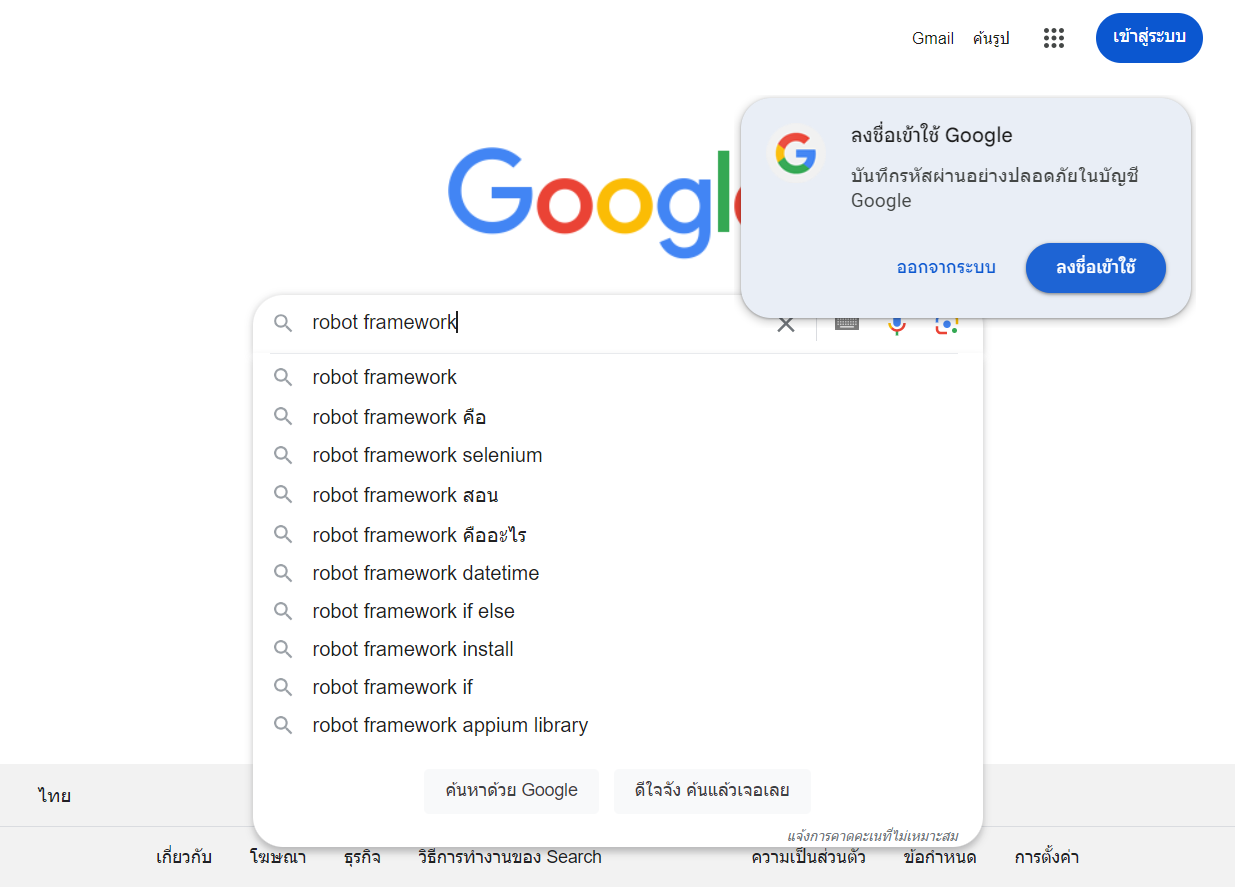 Gmail ค้นรูป เข้าสู่ระบบ
ลงชื่อเข้าใช้ Google
บันทึกรหัสผ่านอย่างปลอดภัยในบัญชี
Google
ออกจากระบบ ลงชื่อเข้าใช้
Google
robot framework
robot framework
robot framework คือ
robot framework selenium
robot framework สอน
robot framework คืออะไร
robot framework datetime
robot framework if else
robot framework install
robot framework if
robot framework appium library
ค้นหาด้วย Google ดีใจจัง ค้นแล้วเจอเลย
แจ้งการคาดคะเนที่ไม่เหมาะสม
ไทย
เกี่ยวกับ โฆษณา ธุรกิจ วิธีการทำงานของ Search ความเป็นส่วนตัว ข้อกำหนด การตั้งค่า